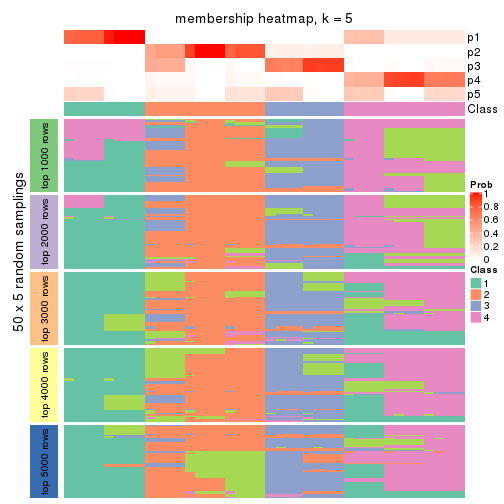 membership heatmap, k = 5
p1
p2
p3
p4
p5
Class
50 x 5 random samplings
top 1000 rows
top 2000 rows
top 3000 rows
top 4000 rows
top 5000 rows
Prob
1
0.8
0.6
0.4
0.2
0
Class
1
2
3
4